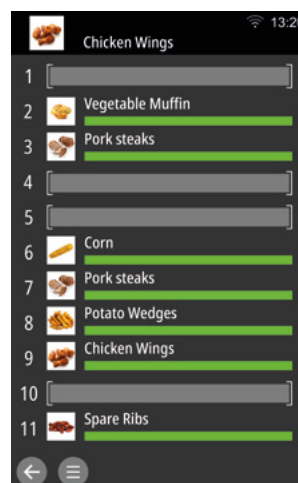 13:20
Chicken Wings
1
2 Vegetable Muffin
3 Pork steaks
4
5
6 Corn
7 Pork steaks
8 Potato Wedges
9 Chicken Wings
10
11 Spare Ribs